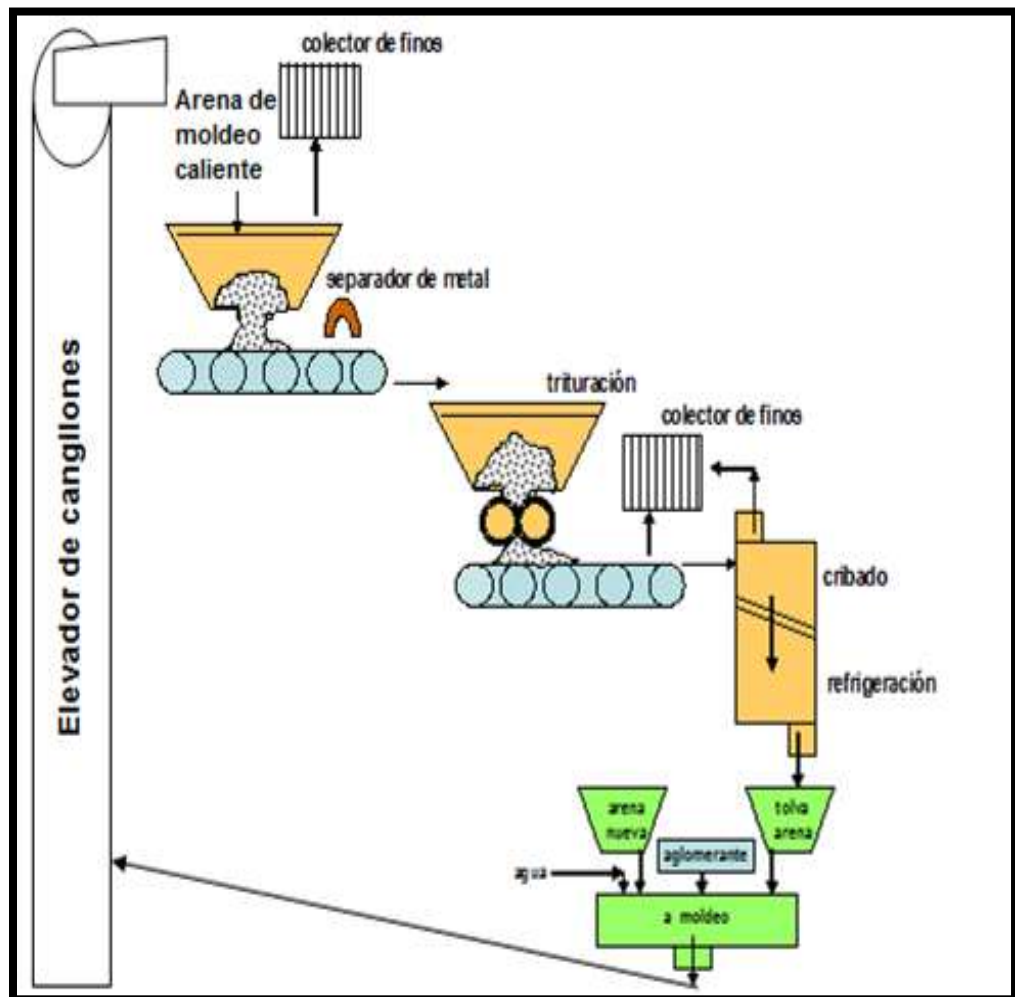 colector de finos
Arena de
moldeo
caliente
separador de metal
Elevador de cangliones
trituración
colector de finos
cribado
refrigeración
arena
nueva
tolva
arena
aglomerante
agua
a moldeo